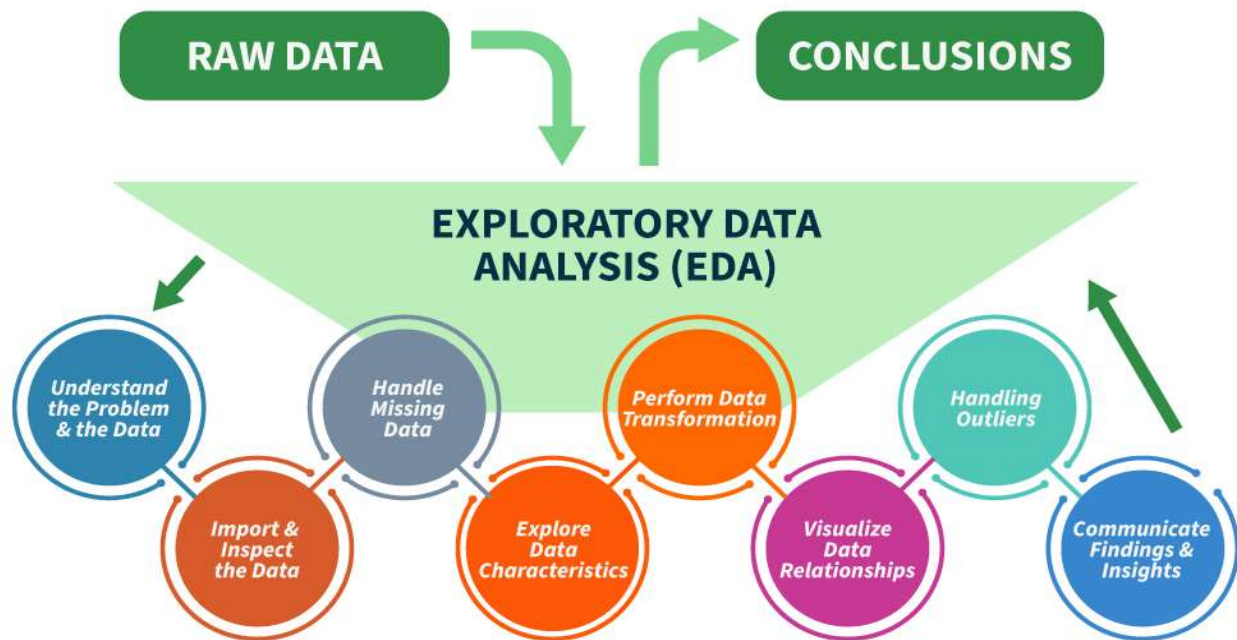 RAW DATA
CONCLUSIONS
EXPLORATORY DATA
ANALYSIS (EDA)
Understand
the Problem
& the Data
Import &
Inspect
the Data
Handle
Missing
Data
Explore
Data
Characteristics
Perform Data
Transformation
Visualize
Data
Relationships
Handling
Outliers
Communicate
Findings &
Insights